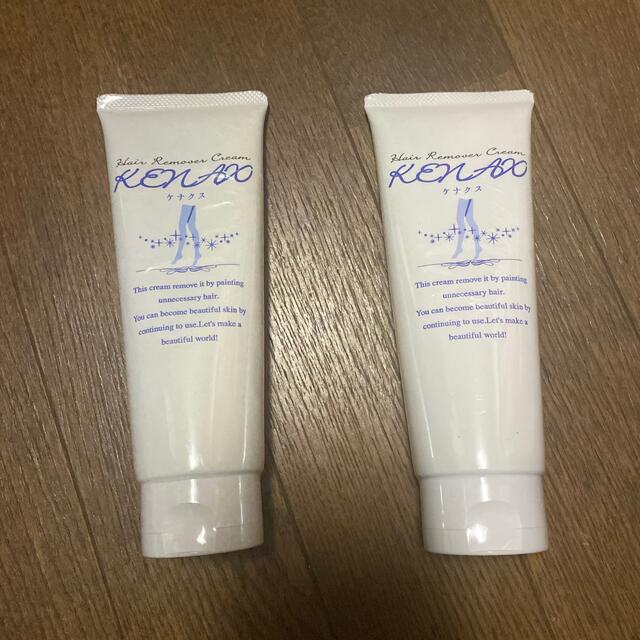 Hair Remover Cream
KENAX
ケナクス
This cream remove it by painting
unnecessary hair.
You can become beautiful skin by
continuing to use.Let's make a
beautiful world!
Hair Remover Cream
KENAX
ケナクス
This cream remove it by painting
unnecessary hair.
You can become beautiful skin by
continuing to use.Let's make a
beautiful world!